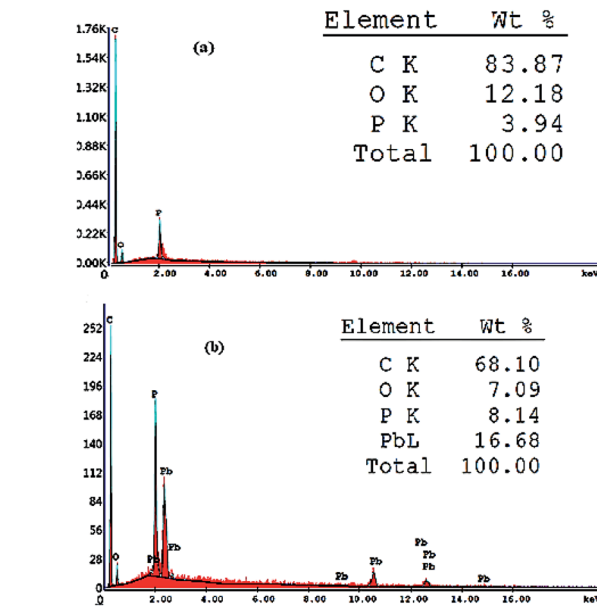 Element Wt %
C K 83.87
O K 12.18
P K 3.94
Total 100.00
(a)
1.76K
1.54K
1.32K
1.10K
0.88K
0.66K
0.44K
0.22K
0.00K
C
O
P
0 2.00 4.00 6.00 8.00 10.00 12.00 14.00 16.00 keV
Element Wt %
C K 68.10
O K 7.09
P K 8.14
PbL 16.68
Total 100.00
(b)
252
224
196
168
140
112
84
56
28
0
C
P
Pb
O
Pb
Pb
Pb
Pb
Pb
Pb
Pb
Pb
0 2.00 4.00 6.00 8.00 10.00 12.00 14.00 16.00 keV